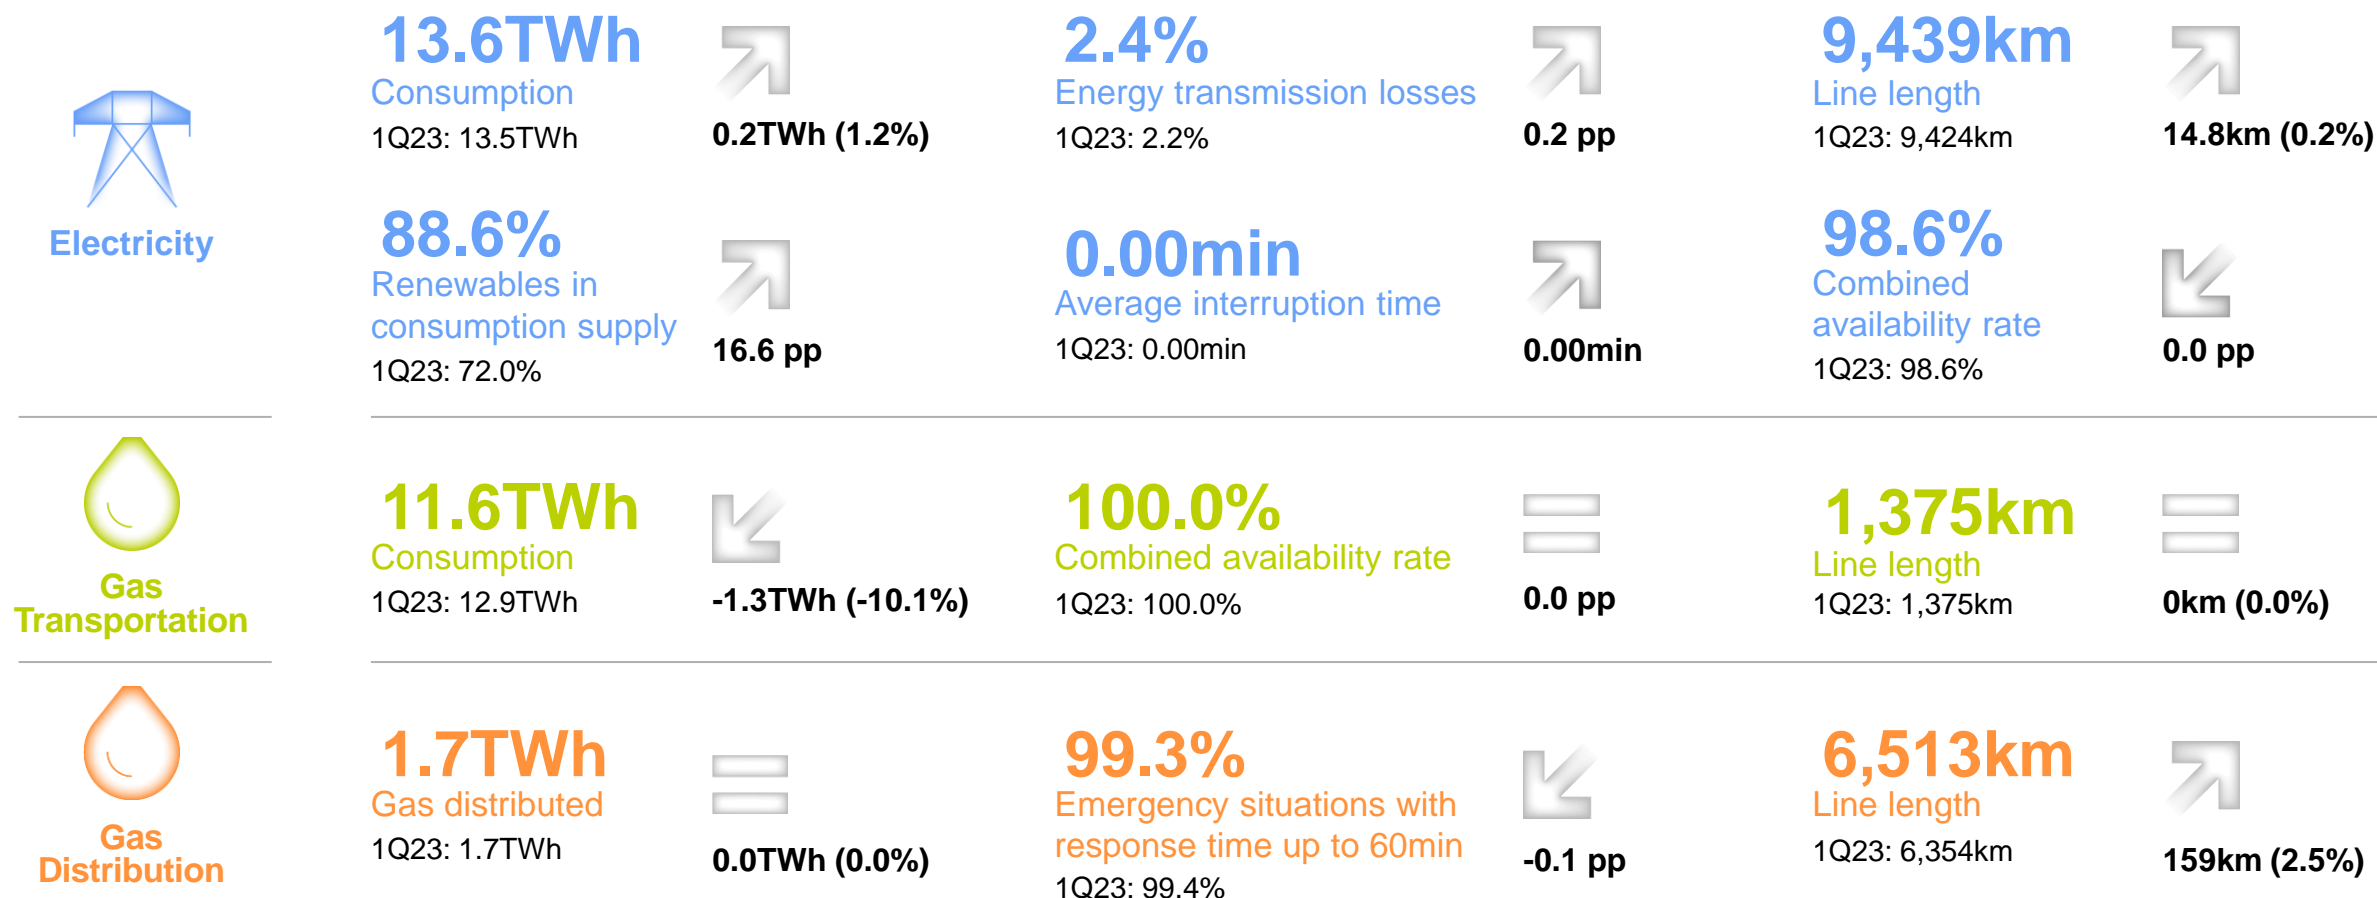 13.6TWh
Consumption
1Q23: 13.5TWh
0.2TWh (1.2%)
2.4%
Energy transmission losses
1Q23: 2.2%
0.2 pp
9,439km
Line length
1Q23: 9,424km
14.8km (0.2%)
Electricity
88.6%
Renewables in
consumption supply
1Q23: 72.0%
16.6 pp
0.00min
Average interruption time
1Q23: 0.00min
0.00min
98.6%
Combined
availability rate
1Q23: 98.6%
0.0 pp
Gas
Transportation
11.6TWh
Consumption
1Q23: 12.9TWh
-1.3TWh (-10.1%)
100.0%
Combined availability rate
1Q23: 100.0%
0.0 pp
1,375km
Line length
1Q23: 1,375km
0km (0.0%)
Gas
Distribution
1.7TWh
Gas distributed
1Q23: 1.7TWh
0.0TWh (0.0%)
99.3%
Emergency situations with
response time up to 60min
1Q23: 99.4%
-0.1 pp
6,513km
Line length
1Q23: 6,354km
159km (2.5%)